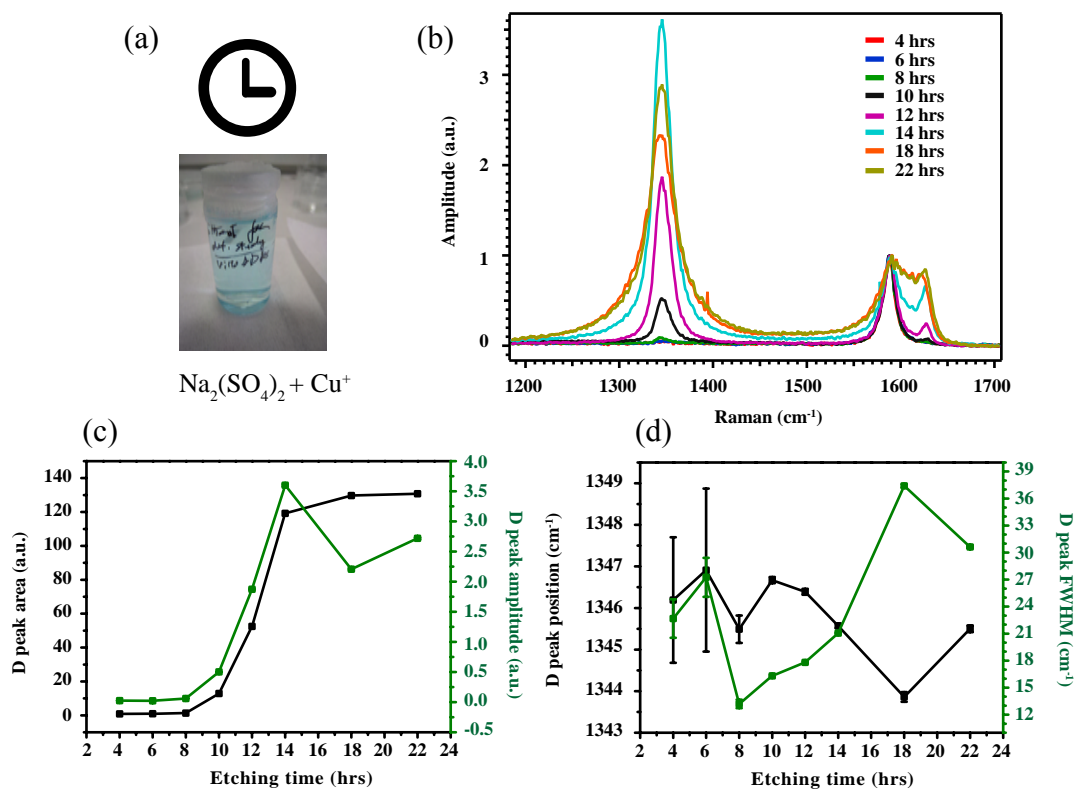 (a)
Na₂(SO₄)₂ + Cu⁺
(b)
Amplitude (a.u.)
3
2
1
0
4 hrs
6 hrs
8 hrs
10 hrs
12 hrs
14 hrs
18 hrs
22 hrs
1200 1300 1400 1500 1600 1700
Raman (cm⁻¹)
(c)
D peak area (a.u.)
140
120
100
80
60
40
20
0
4.0
3.5
3.0
2.5
2.0
1.5
1.0
0.5
0.0
-0.5
D peak amplitude (a.u.)
2 4 6 8 10 12 14 16 18 20 22 24
Etching time (hrs)
(d)
D peak position (cm⁻¹)
1349
1348
1347
1346
1345
1344
1343
39
36
33
30
27
24
21
18
15
12
D peak FWHM (cm⁻¹)
2 4 6 8 10 12 14 16 18 20 22 24
Etching time (hrs)